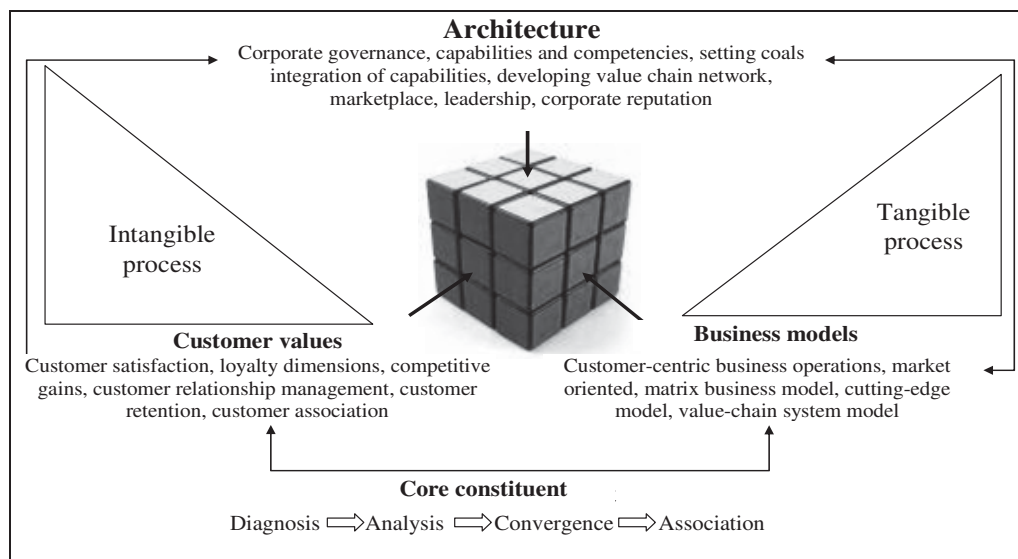 Architecture
Corporate governance, capabilities and competencies, setting coals
integration of capabilities, developing value chain network,
marketplace, leadership, corporate reputation
Intangible
process
Tangible
process
Customer values
Customer satisfaction, loyalty dimensions, competitive
gains, customer relationship management, customer
retention, customer association
Business models
Customer-centric business operations, market
oriented, matrix business model, cutting-edge
model, value-chain system model
Core constituent
Diagnosis Analysis Convergence Association